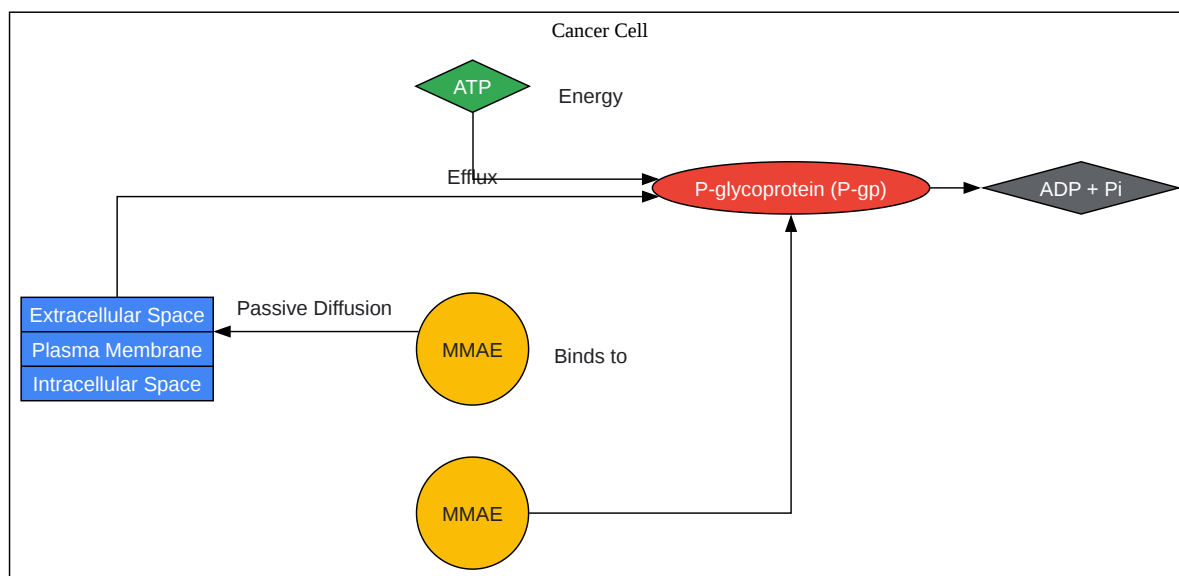 Cancer Cell
ATP
Energy
Efflux
P-glycoprotein (P-gp)
ADP + Pi
Extracellular Space
Plasma Membrane
Intracellular Space
Passive Diffusion
MMAE
Binds to
MMAE